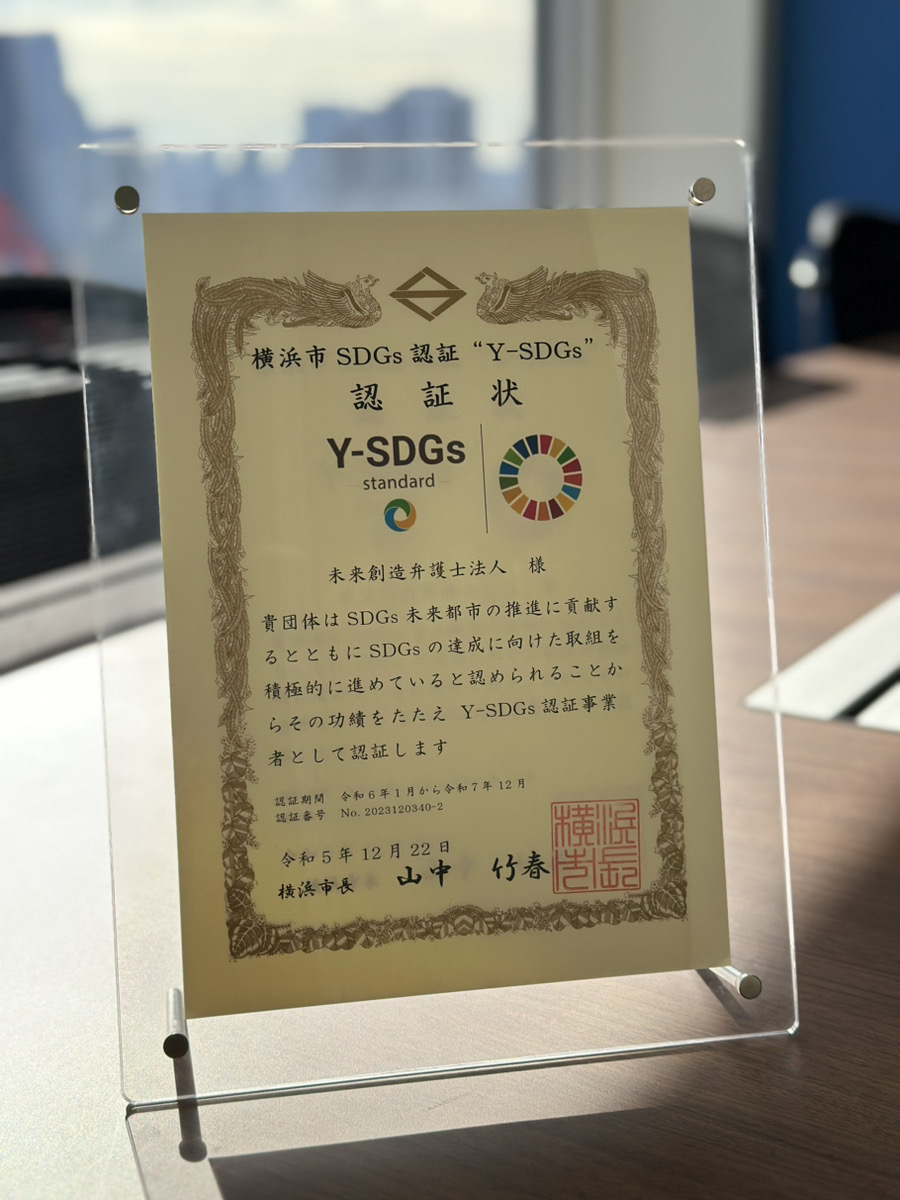 横浜市 SDGs 認証 “Y-SDGs”
認証状
Y-SDGs
standard
未来創造弁護士法人 様
貴団体は SDGs 未来都市の推進に貢献す
るとともに SDGs の達成に向けた取組を
積極的に進めていると認められることか
らその功績をたたえ Y-SDGs 認証事業
者として認証します
認証期間 令和6年1月から令和7年12月
認証番号 No. 2023120340-2
令和5年12月22日
横浜市長 山中 竹春
横浜市長